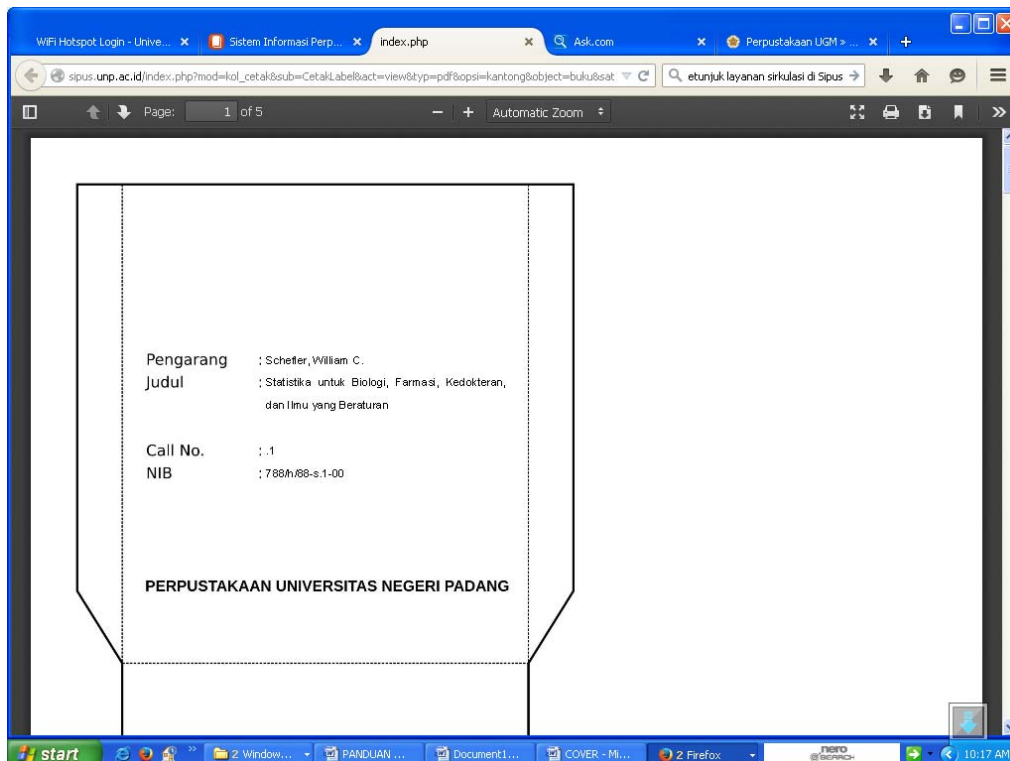 WiFi Hotspot Login - Unive...
Sistem Informasi Perp...
index.php
Ask.com
Perpustakaan UGM » ...
sipus.unp.ac.id/index.php?mod=kol_cetak&sub=CetakLabel&act=view&typ=pdf&opsi=kantong&object=buku&sat
etunjuk layanan sirkulasi di Sipus
Page: 1 of 5
Automatic Zoom
Pengarang : Schefler, William C.
Judul : Statistika untuk Biologi, Farmasi, Kedokteran,
dan Ilmu yang Beraturan
Call No. : .1
NIB : 788/h/88-s.1-00
PERPUSTAKAAN UNIVERSITAS NEGERI PADANG
start
2 Window...
PANDUAN ...
Document1...
COVER - Mi...
2 Firefox
nero
SEARCH
10:17 AM